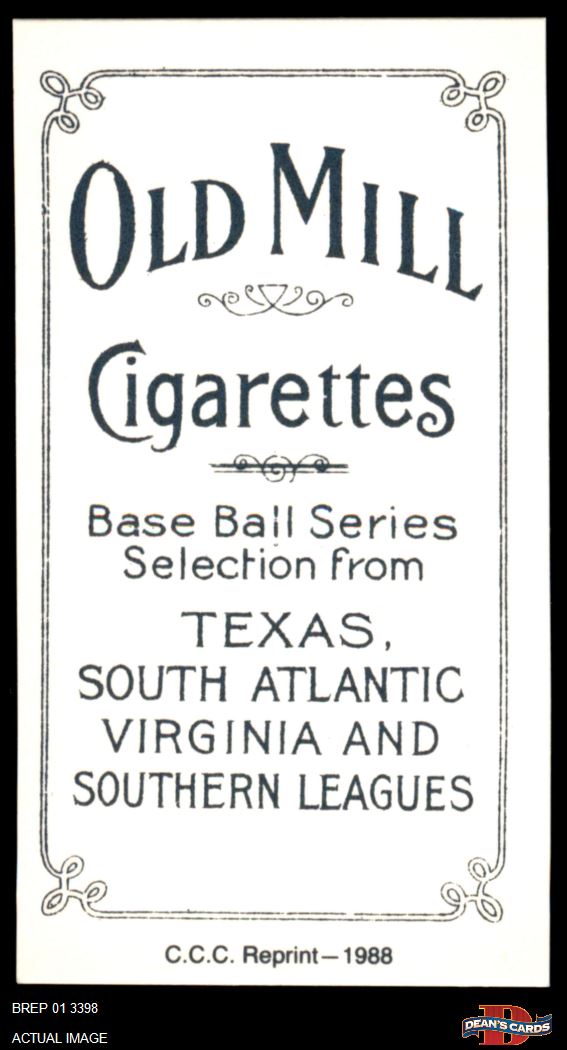 OLD MILL
Cigarettes
Base Ball Series
Selection from
TEXAS,
SOUTH ATLANTIC
VIRGINIA AND
SOUTHERN LEAGUES
C.C.C. Reprint—1988
BREP 01 3398
ACTUAL IMAGE
D
DEAN'S CARDS